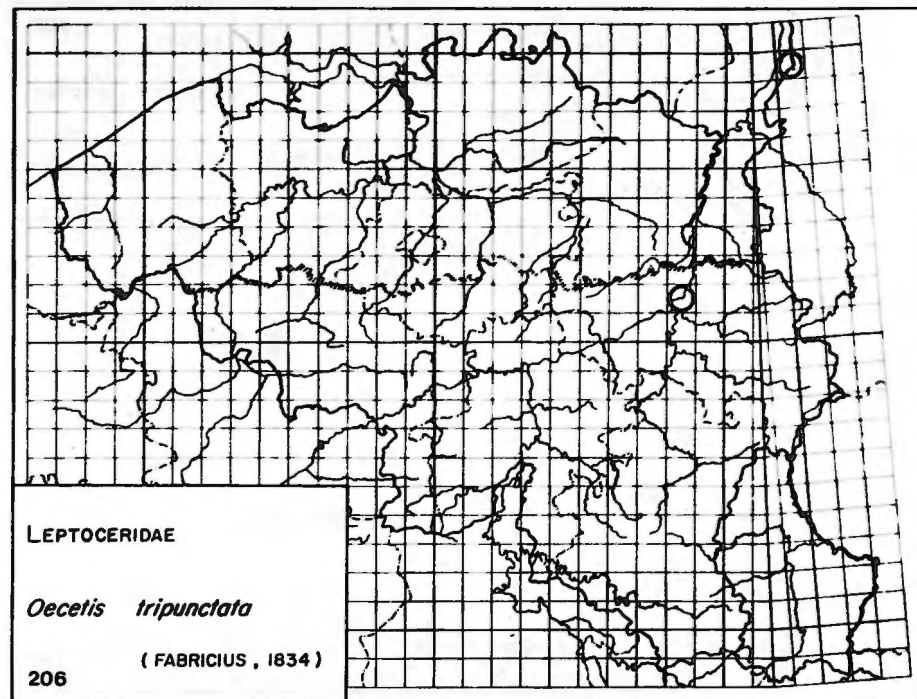 LEPTOCERIDAE
Oecetis tripunctata
(FABRICIUS, 1834)
206